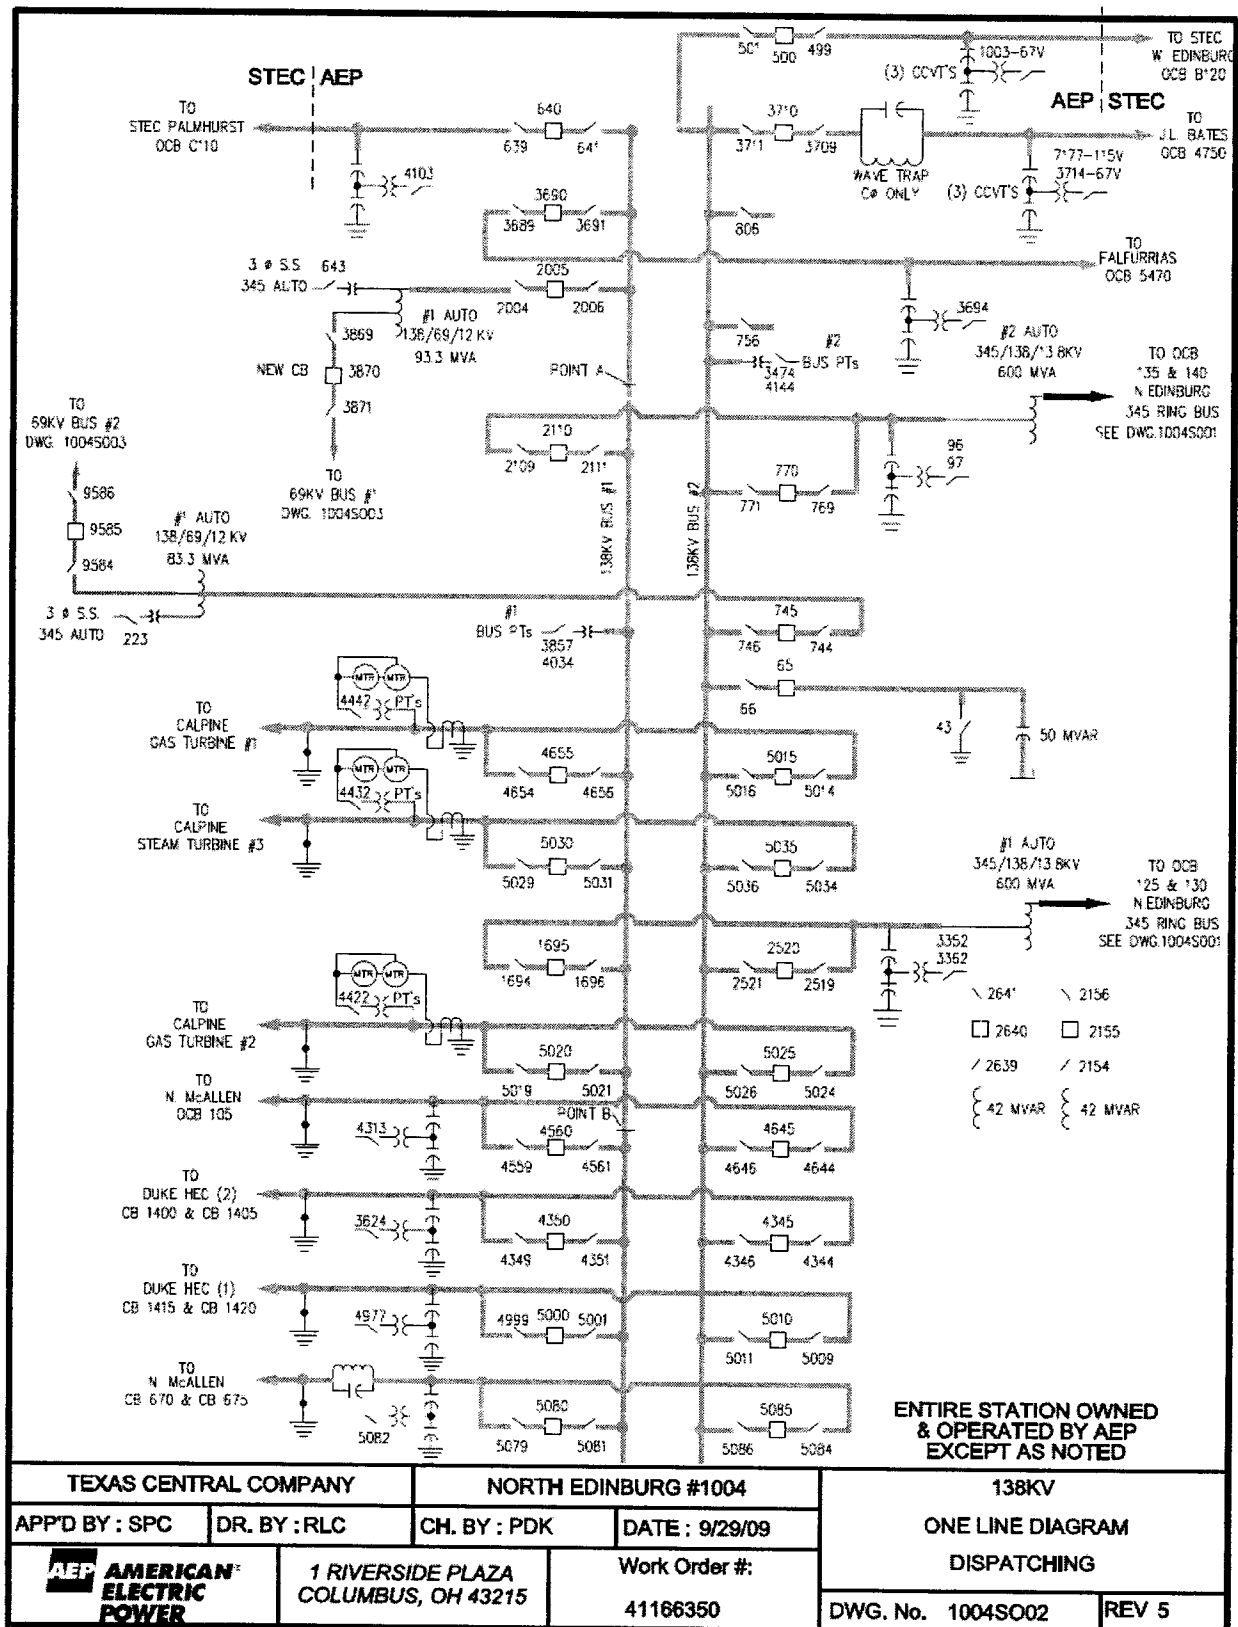 501
500
499
TO STEC
W EDINBURG
OCB B*20
1003-67V
(3) CCVT'S
STEC | AEP
AEP | STEC
TO
STEC PALMHURST
OCB C*10
640
639
641
3710
3711
3709
TO
J.L. BATES
OCB 4750
WAVE TRAP
CØ ONLY
7177-115V
3714-67V
(3) CCVT'S
4103
3690
3689
3691
806
TO
FALFURRIAS
OCB 5470
3 ø S.S.
345 AUTO
643
2005
2004
2006
#1 AUTO
138/69/12 KV
93.3 MVA
3869
NEW CB
3870
3871
TO
69KV BUS #1
DWG. 1004S003
756
#2
BUS PTs
3474
4144
POINT A
3694
#2 AUTO
345/138/13.8KV
600 MVA
TO OCB
135 & 140
N EDINBURG
345 RING BUS
SEE DWG.1004S001
TO
69KV BUS #2
DWG. 1004S003
2110
2109
2111
96
97
770
771
769
138KV BUS #1
138KV BUS #2
9586
9585
9584
#1 AUTO
138/69/12 KV
83.3 MVA
3 ø S.S.
345 AUTO
223
#1
BUS PTs
3857
4034
745
746
744
65
66
43
50 MVAR
MTR
MTR
4442
PT's
TO
CALPINE
GAS TURBINE #1
4655
4654
4656
5015
5016
5014
MTR
MTR
4432
PT's
TO
CALPINE
STEAM TURBINE #3
5030
5029
5031
5035
5036
5034
#1 AUTO
345/138/13.8KV
600 MVA
TO OCB
125 & 130
N.EDINBURG
345 RING BUS
SEE DWG.1004S001
1695
1694
1696
2520
2521
2519
3352
3362
2641
2156
2640
2155
2639
2154
42 MVAR
42 MVAR
MTR
MTR
4422
PT's
TO
CALPINE
GAS TURBINE #2
5020
5019
5021
5025
5026
5024
TO
N. McALLEN
OCB 105
4313
POINT B
4560
4559
4561
4645
4646
4644
TO
DUKE HEC (2)
CB 1400 & CB 1405
3624
4350
4349
4351
4345
4346
4344
TO
DUKE HEC (1)
CB 1415 & CB 1420
4977
4999
5000
5001
5010
5011
5009
TO
N. McALLEN
CB 670 & CB 675
5082
5080
5079
5081
5085
5086
5084
ENTIRE STATION OWNED
& OPERATED BY AEP
EXCEPT AS NOTED
TEXAS CENTRAL COMPANY
NORTH EDINBURG #1004
138KV
ONE LINE DIAGRAM
DISPATCHING
APP'D BY : SPC
DR. BY : RLC
CH. BY : PDK
DATE : 9/29/09
AEP AMERICAN
ELECTRIC
POWER
1 RIVERSIDE PLAZA
COLUMBUS, OH 43215
Work Order #:
41166350
DWG. No. 1004SO02
REV 5